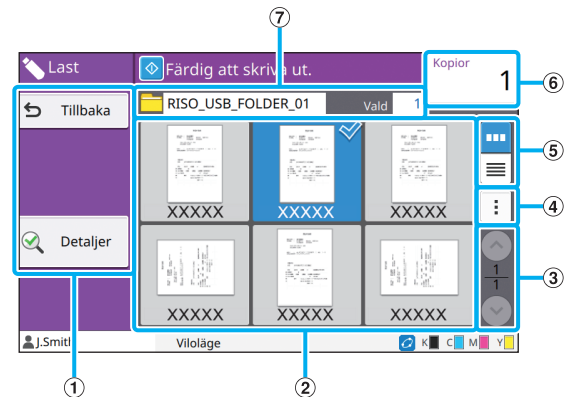 ⑦
Last
Färdig att skriva ut.
Kopior
1
⑥
RISO_USB_FOLDER_01
Vald
1
Tillbaka
⑤
XXXXX
XXXXX
XXXXX
④
Detaljer
1
1
③
XXXXX
XXXXX
XXXXX
J.Smith
Viloläge
K
C
M
Y
①
②